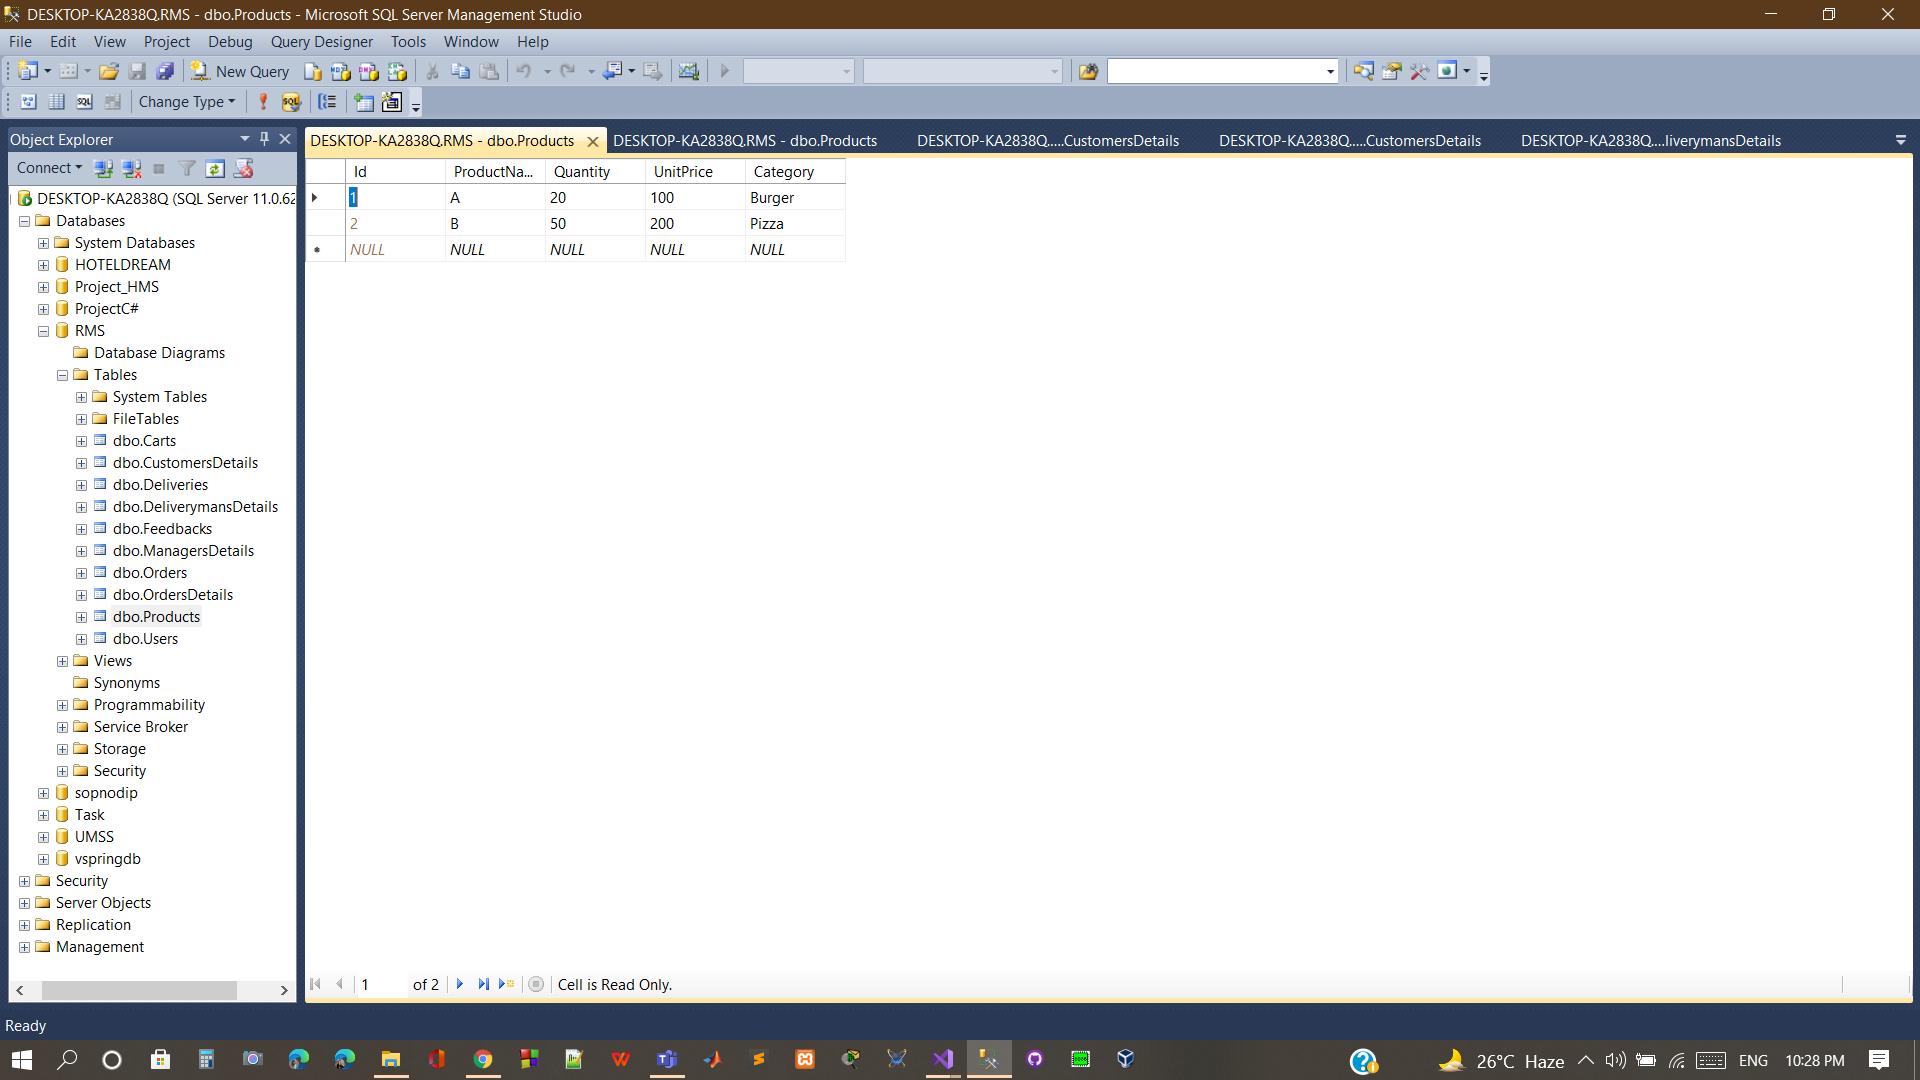 DESKTOP-KA2838Q.RMS - dbo.Products - Microsoft SQL Server Management Studio
File Edit View Project Debug Query Designer Tools Window Help
New Query
Change Type
Object Explorer
Connect
DESKTOP-KA2838Q (SQL Server 11.0.62
Databases
System Databases
HOTELDREAM
Project_HMS
ProjectC#
RMS
Database Diagrams
Tables
System Tables
FileTables
dbo.Carts
dbo.CustomersDetails
dbo.Deliveries
dbo.DeliverymansDetails
dbo.Feedbacks
dbo.ManagersDetails
dbo.Orders
dbo.OrdersDetails
dbo.Products
dbo.Users
Views
Synonyms
Programmability
Service Broker
Storage
Security
sopnodip
Task
UMSS
vspringdb
Security
Server Objects
Replication
Management
DESKTOP-KA2838Q.RMS - dbo.Products DESKTOP-KA2838Q.RMS - dbo.Products DESKTOP-KA2838Q.....CustomersDetails DESKTOP-KA2838Q.....CustomersDetails DESKTOP-KA2838Q....liverymansDetails
Id ProductNa... Quantity UnitPrice Category
1 A 20 100 Burger
2 B 50 200 Pizza
NULL NULL NULL NULL NULL
1 of 2 Cell is Read Only.
Ready
26°C Haze ENG 10:28 PM